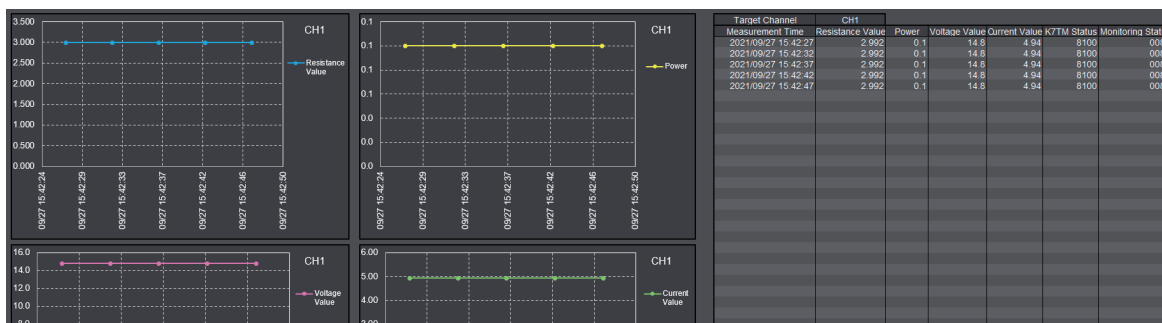 3.500
3.000
2.500
2.000
1.500
1.000
0.500
0.000
CH1
Resistance
Value
09/27 15:42:24
09/27 15:42:29
09/27 15:42:33
09/27 15:42:37
09/27 15:42:42
09/27 15:42:46
09/27 15:42:50
0.1
0.1
0.1
0.1
0.0
0.0
0.0
CH1
Power
09/27 15:42:24
09/27 15:42:29
09/27 15:42:33
09/27 15:42:37
09/27 15:42:42
09/27 15:42:46
09/27 15:42:50
16.0
14.0
12.0
10.0
8.0
CH1
Voltage
Value
6.00
5.00
4.00
3.00
CH1
Current
Value
Target Channel CH1
Measurement Time Resistance Value Power Voltage Value Current Value K7TM Status Monitoring Stat
2021/09/27 15:42:27 2.992 0.1 14.8 4.94 8100 00
2021/09/27 15:42:32 2.992 0.1 14.8 4.94 8100 00
2021/09/27 15:42:37 2.992 0.1 14.8 4.94 8100 00
2021/09/27 15:42:42 2.992 0.1 14.8 4.94 8100 00
2021/09/27 15:42:47 2.992 0.1 14.8 4.94 8100 00